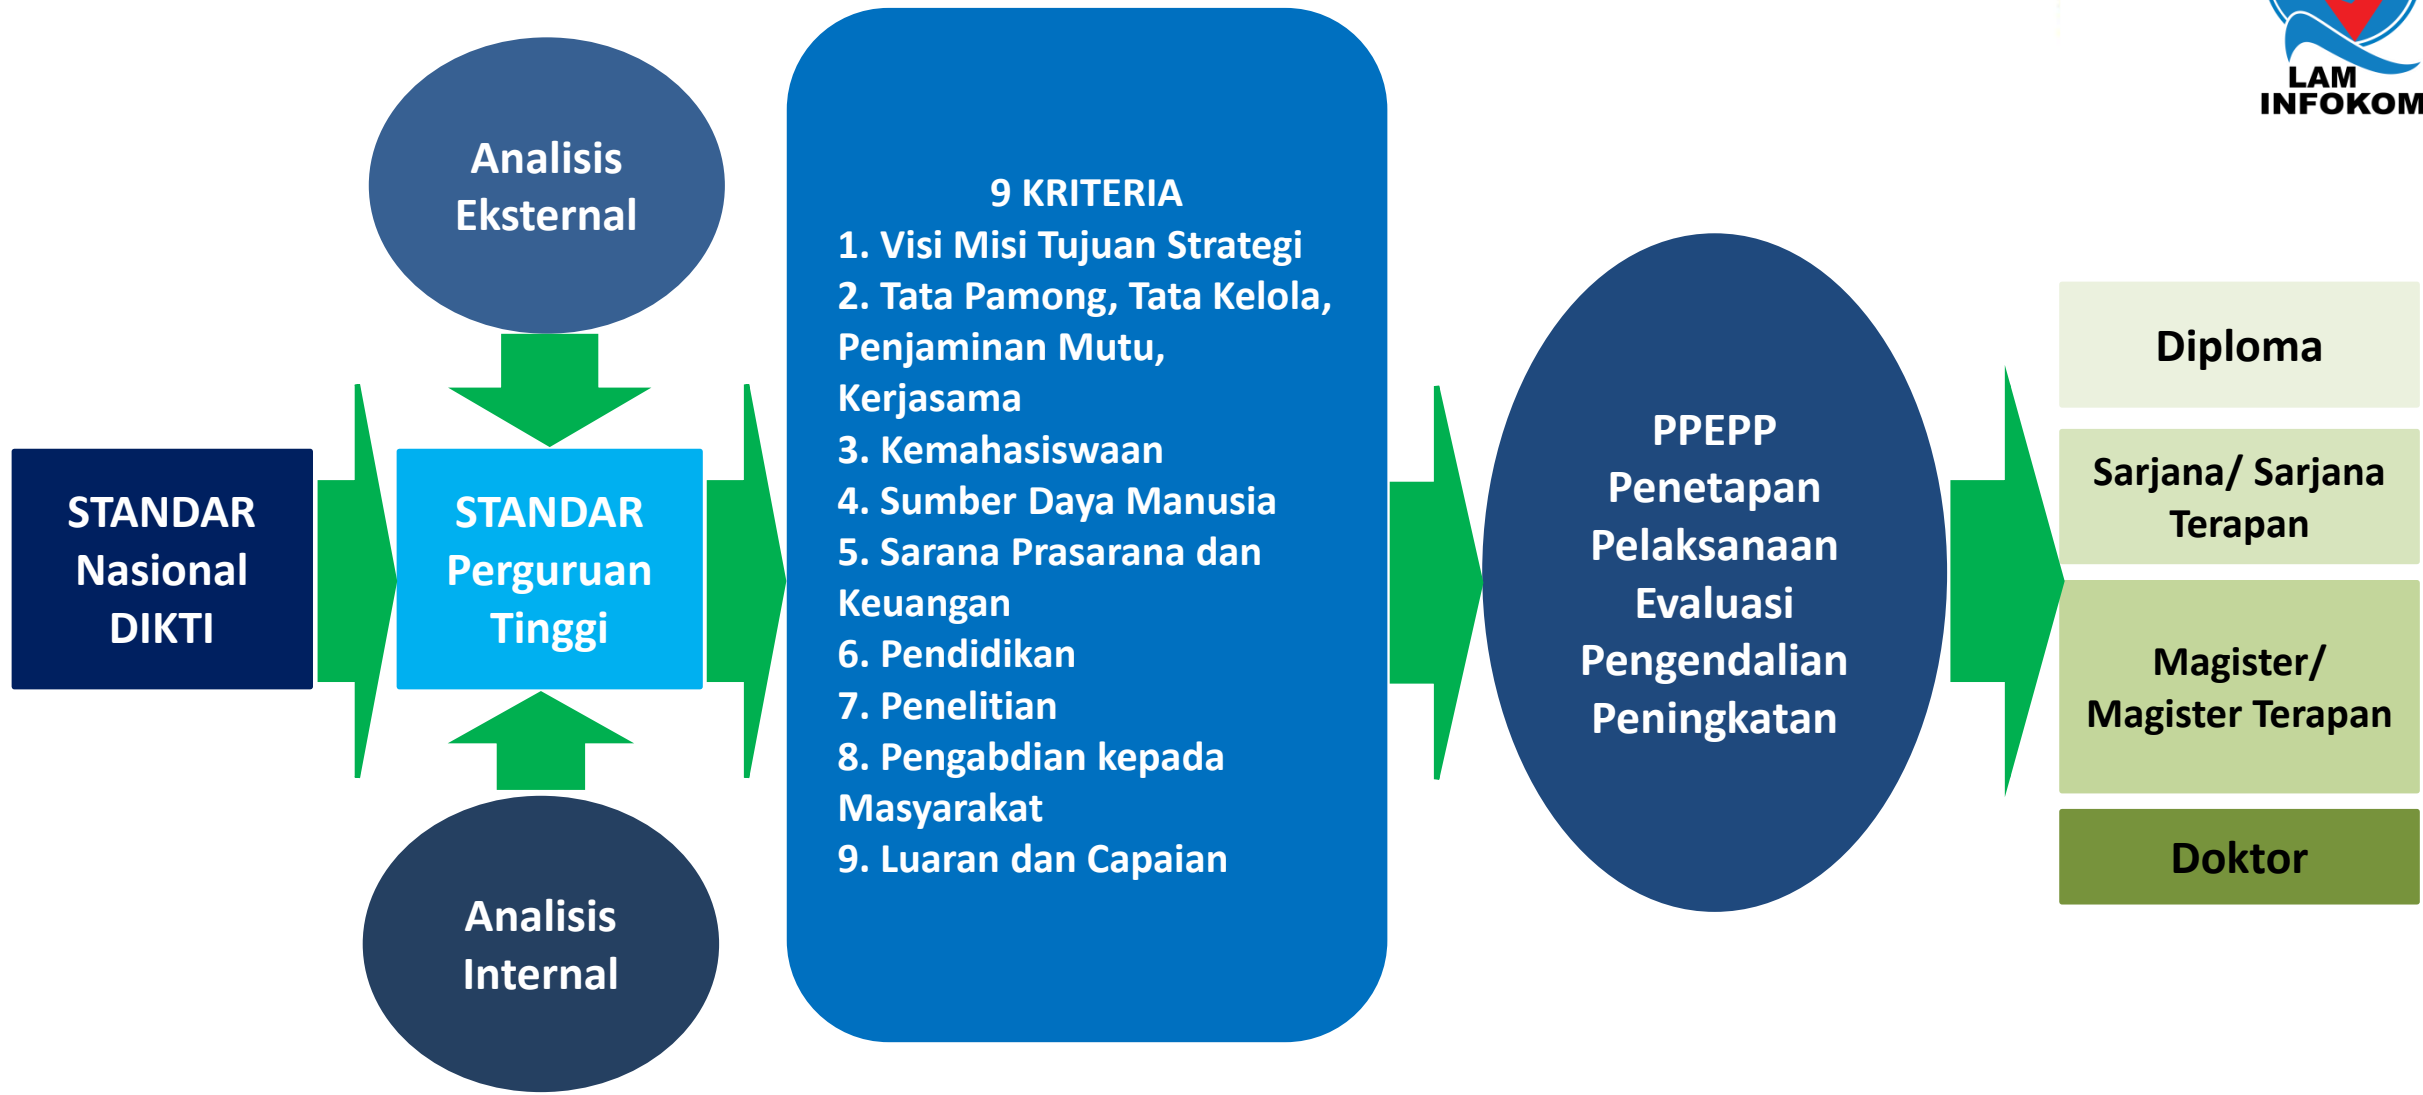 LAM
INFOKOM
Analisis
Eksternal
STANDAR
Nasional
DIKTI
STANDAR
Perguruan
Tinggi
Analisis
Internal
9 KRITERIA
1. Visi Misi Tujuan Strategi
2. Tata Pamong, Tata Kelola,
Penjaminan Mutu,
Kerjasama
3. Kemahasiswaan
4. Sumber Daya Manusia
5. Sarana Prasarana dan
Keuangan
6. Pendidikan
7. Penelitian
8. Pengabdian kepada
Masyarakat
9. Luaran dan Capaian
PPEPP
Penetapan
Pelaksanaan
Evaluasi
Pengendalian
Peningkatan
Diploma
Sarjana/ Sarjana
Terapan
Magister/
Magister Terapan
Doktor